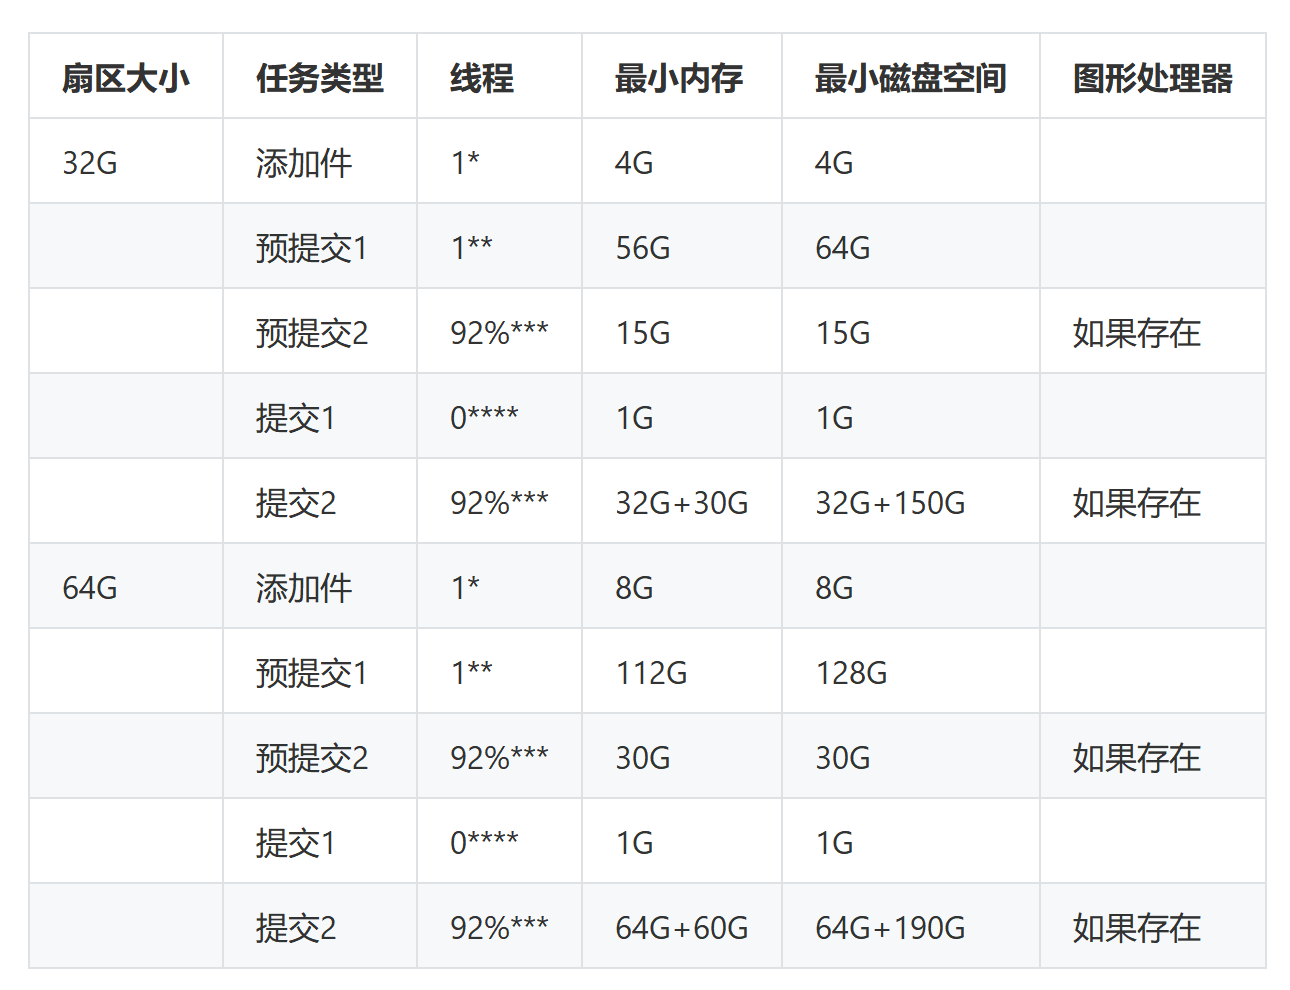 扇区大小 任务类型 线程 最小内存 最小磁盘空间 图形处理器
32G 添加件 1* 4G 4G
预提交1 1** 56G 64G
预提交2 92%*** 15G 15G 如果存在
提交1 0**** 1G 1G
提交2 92%*** 32G+30G 32G+150G 如果存在
64G 添加件 1* 8G 8G
预提交1 1** 112G 128G
预提交2 92%*** 30G 30G 如果存在
提交1 0**** 1G 1G
提交2 92%*** 64G+60G 64G+190G 如果存在